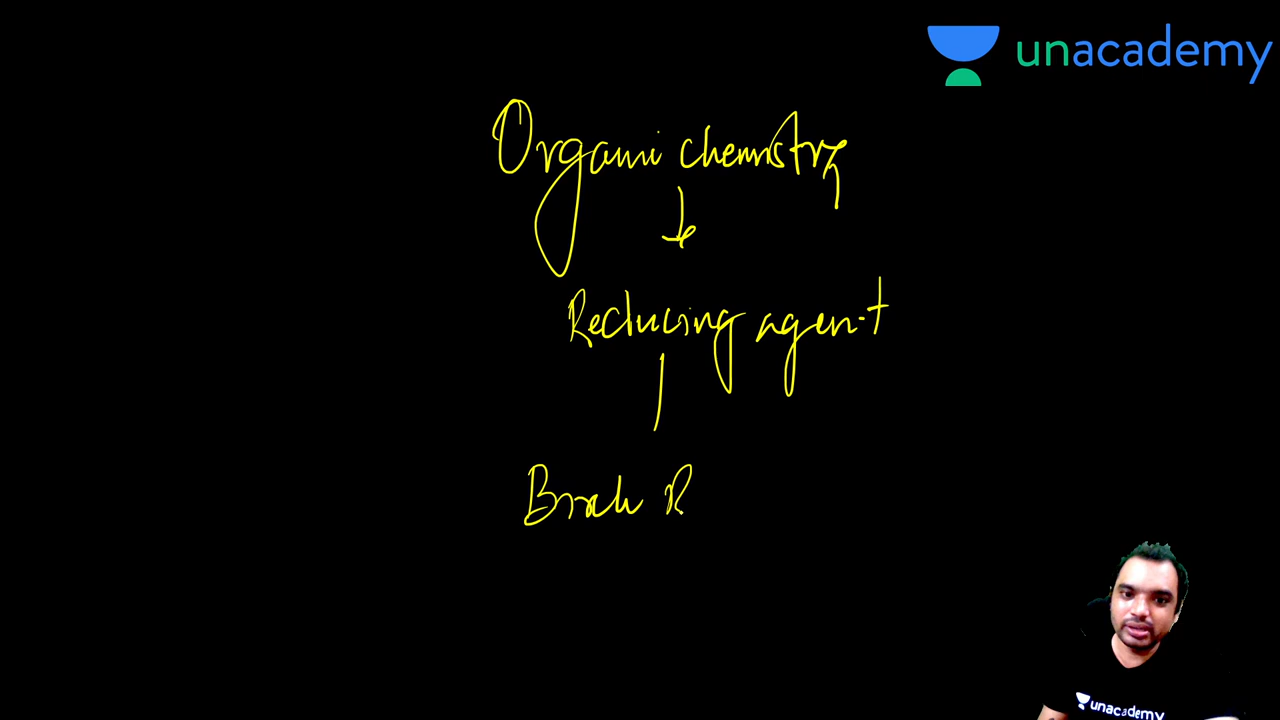 unacademy
Organic chemistry
Reducing agent
Birch R
unacademy